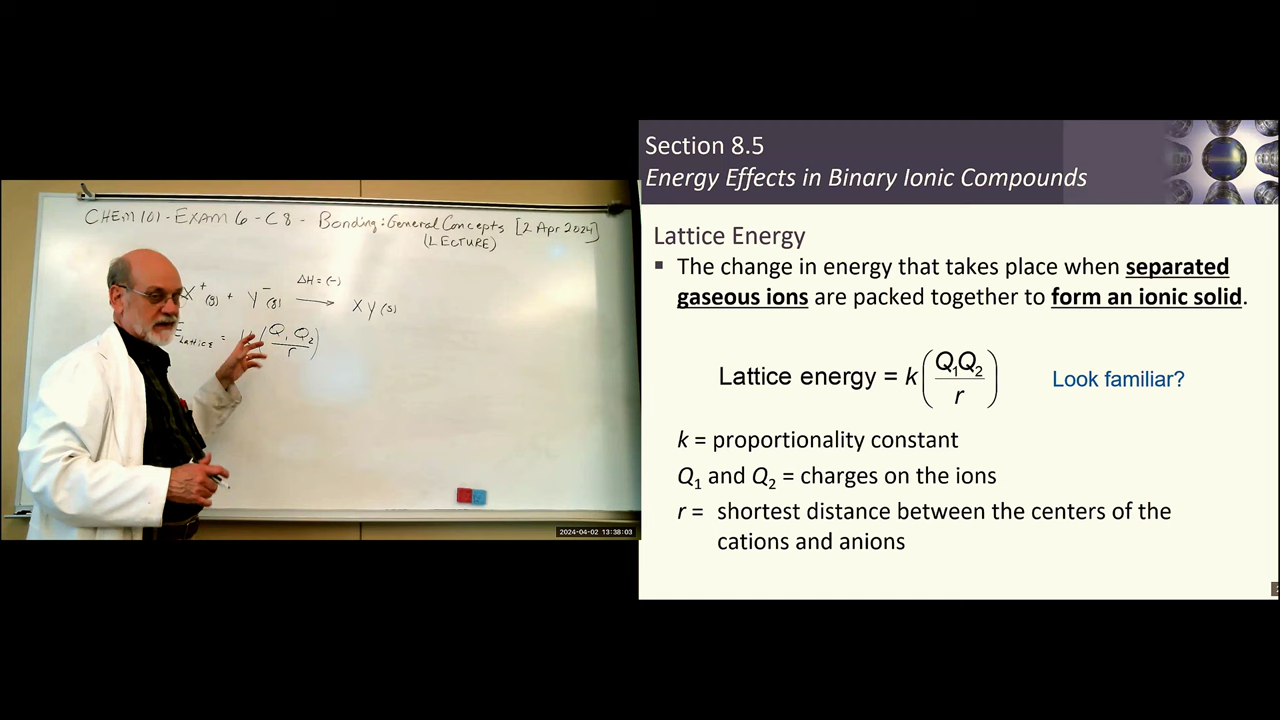 CHEM 101 - EXAM 6 - C8 - Bonding: General Concepts [2 Apr 2024]
(LECTURE)
ΔH = (-)
X⁺(g) + Y⁻(g) → XY(s)
E Lattice = k (Q₁Q₂ / r)
2024-04-02 13:38:03
Section 8.5
Energy Effects in Binary Ionic Compounds
Lattice Energy
▪ The change in energy that takes place when separated
gaseous ions are packed together to form an ionic solid.
Lattice energy = k (Q₁Q₂ / r) Look familiar?
k = proportionality constant
Q₁ and Q₂ = charges on the ions
r = shortest distance between the centers of the
cations and anions